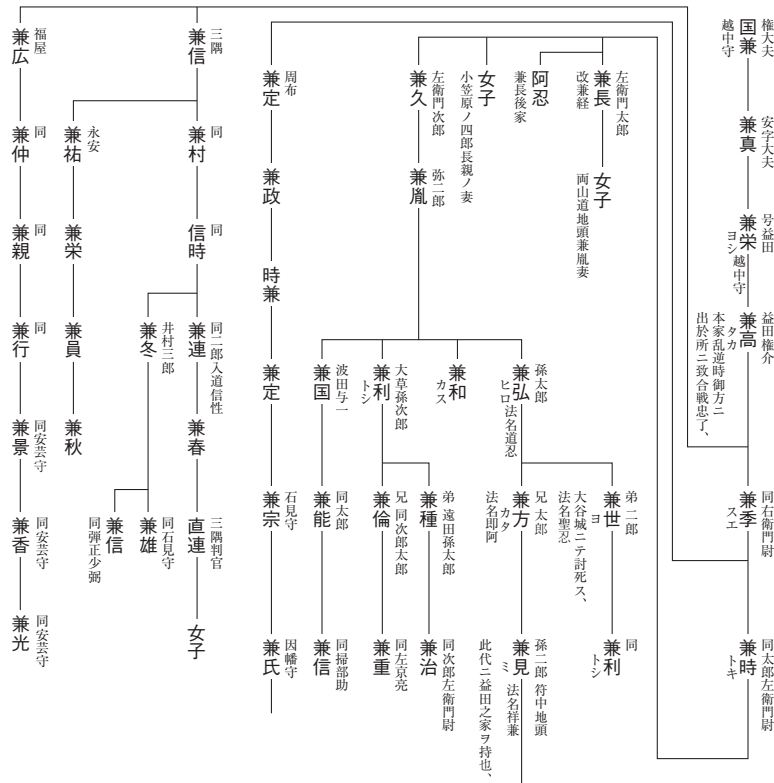 権大夫
国兼
越中守
安字大夫
兼真
号益田
兼栄
ヨシ
越中守
益田権介
兼高
タカ
本家乱逆時御方ニ
出於所ニ致合戦忠了、
同右衛門尉
兼季
スエ
同太郎左衛門尉
兼時
トキ
左衛門太郎
兼長
改兼経
女子
両山道地頭兼胤妻
阿忍
兼長後家
女子
小笠原ノ四郎長親ノ妻
左衛門次郎
兼久
弥二郎
兼胤
孫太郎
兼弘
ヒロ
法名道忍
弟 二郎
兼世
ヨ
大谷城ニテ討死ス、
法名聖忍
同
兼利
トシ
兄 太郎
兼方
カタ
法名即阿
孫二郎 符中地頭
兼見
ミ
法名祥兼
此代ニ益田之家ヲ持也、
兼和
カス
大草孫次郎
兼利
トシ
弟 遠田孫太郎
兼種
同次郎左衛門尉
兼治
兄 同次郎太郎
兼倫
同左京亮
兼重
波田与一
兼国
同太郎
兼能
同掃部助
兼信
周布
兼定
兼政
時兼
兼定
石見守
兼宗
因幡守
兼氏
三隅
兼信
同
兼村
同
信時
同二郎入道信性
兼連
兼春
三隅判官
直連
女子
井村三郎
兼冬
同石見守
兼雄
兼信
同弾正少弼
永安
兼祐
兼栄
兼員
兼秋
福屋
兼広
同
兼仲
同
兼親
同
兼行
同安芸守
兼景
同安芸守
兼香
同安芸守
兼光